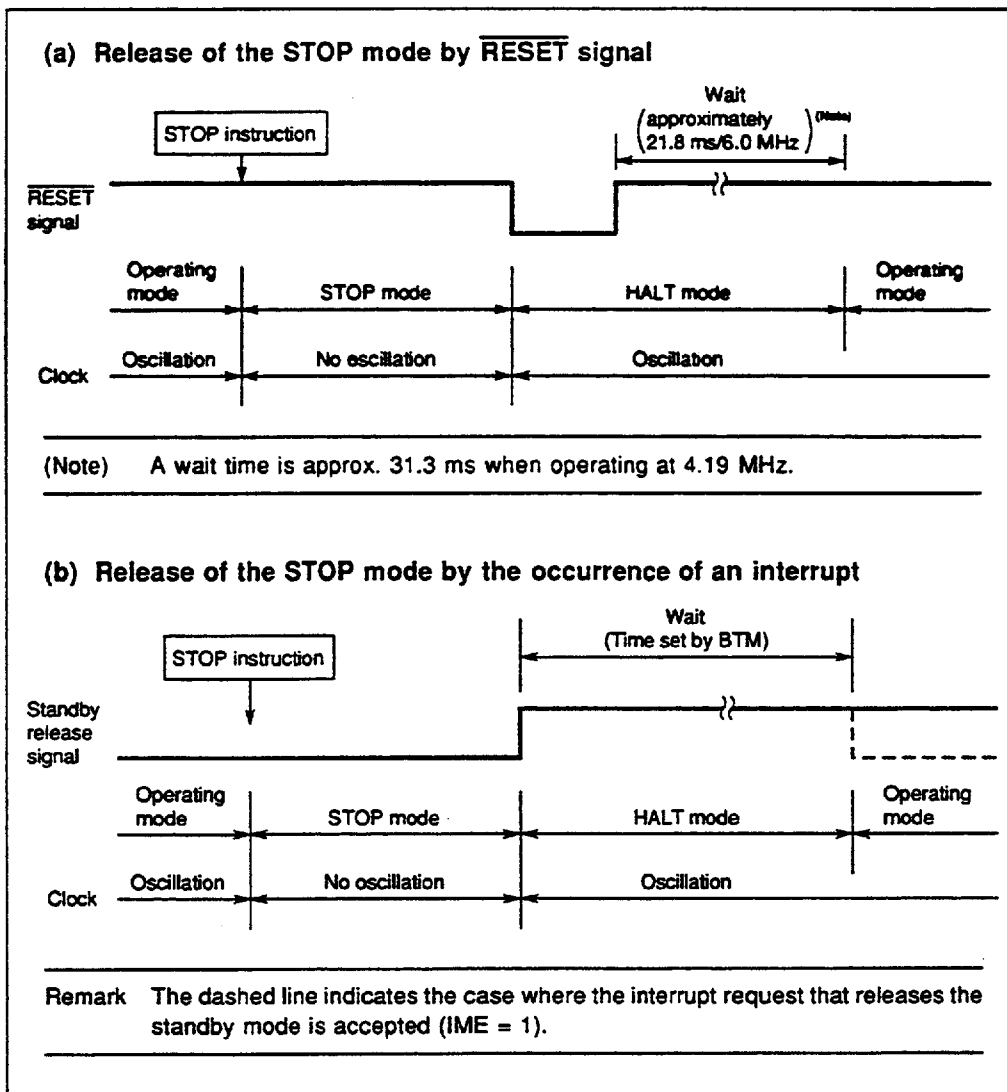 (a) Release of the STOP mode by RESET signal
Wait
(approximately
21.8 ms/6.0 MHz) (Note)
STOP instruction
RESET
signal
Operating
mode
STOP mode
HALT mode
Operating
mode
Clock
Oscillation
No oscillation
Oscillation
(Note) A wait time is approx. 31.3 ms when operating at 4.19 MHz.
(b) Release of the STOP mode by the occurrence of an interrupt
Wait
(Time set by BTM)
STOP instruction
Standby
release
signal
Operating
mode
STOP mode
HALT mode
Operating
mode
Clock
Oscillation
No oscillation
Oscillation
Remark The dashed line indicates the case where the interrupt request that releases the
standby mode is accepted (IME = 1).